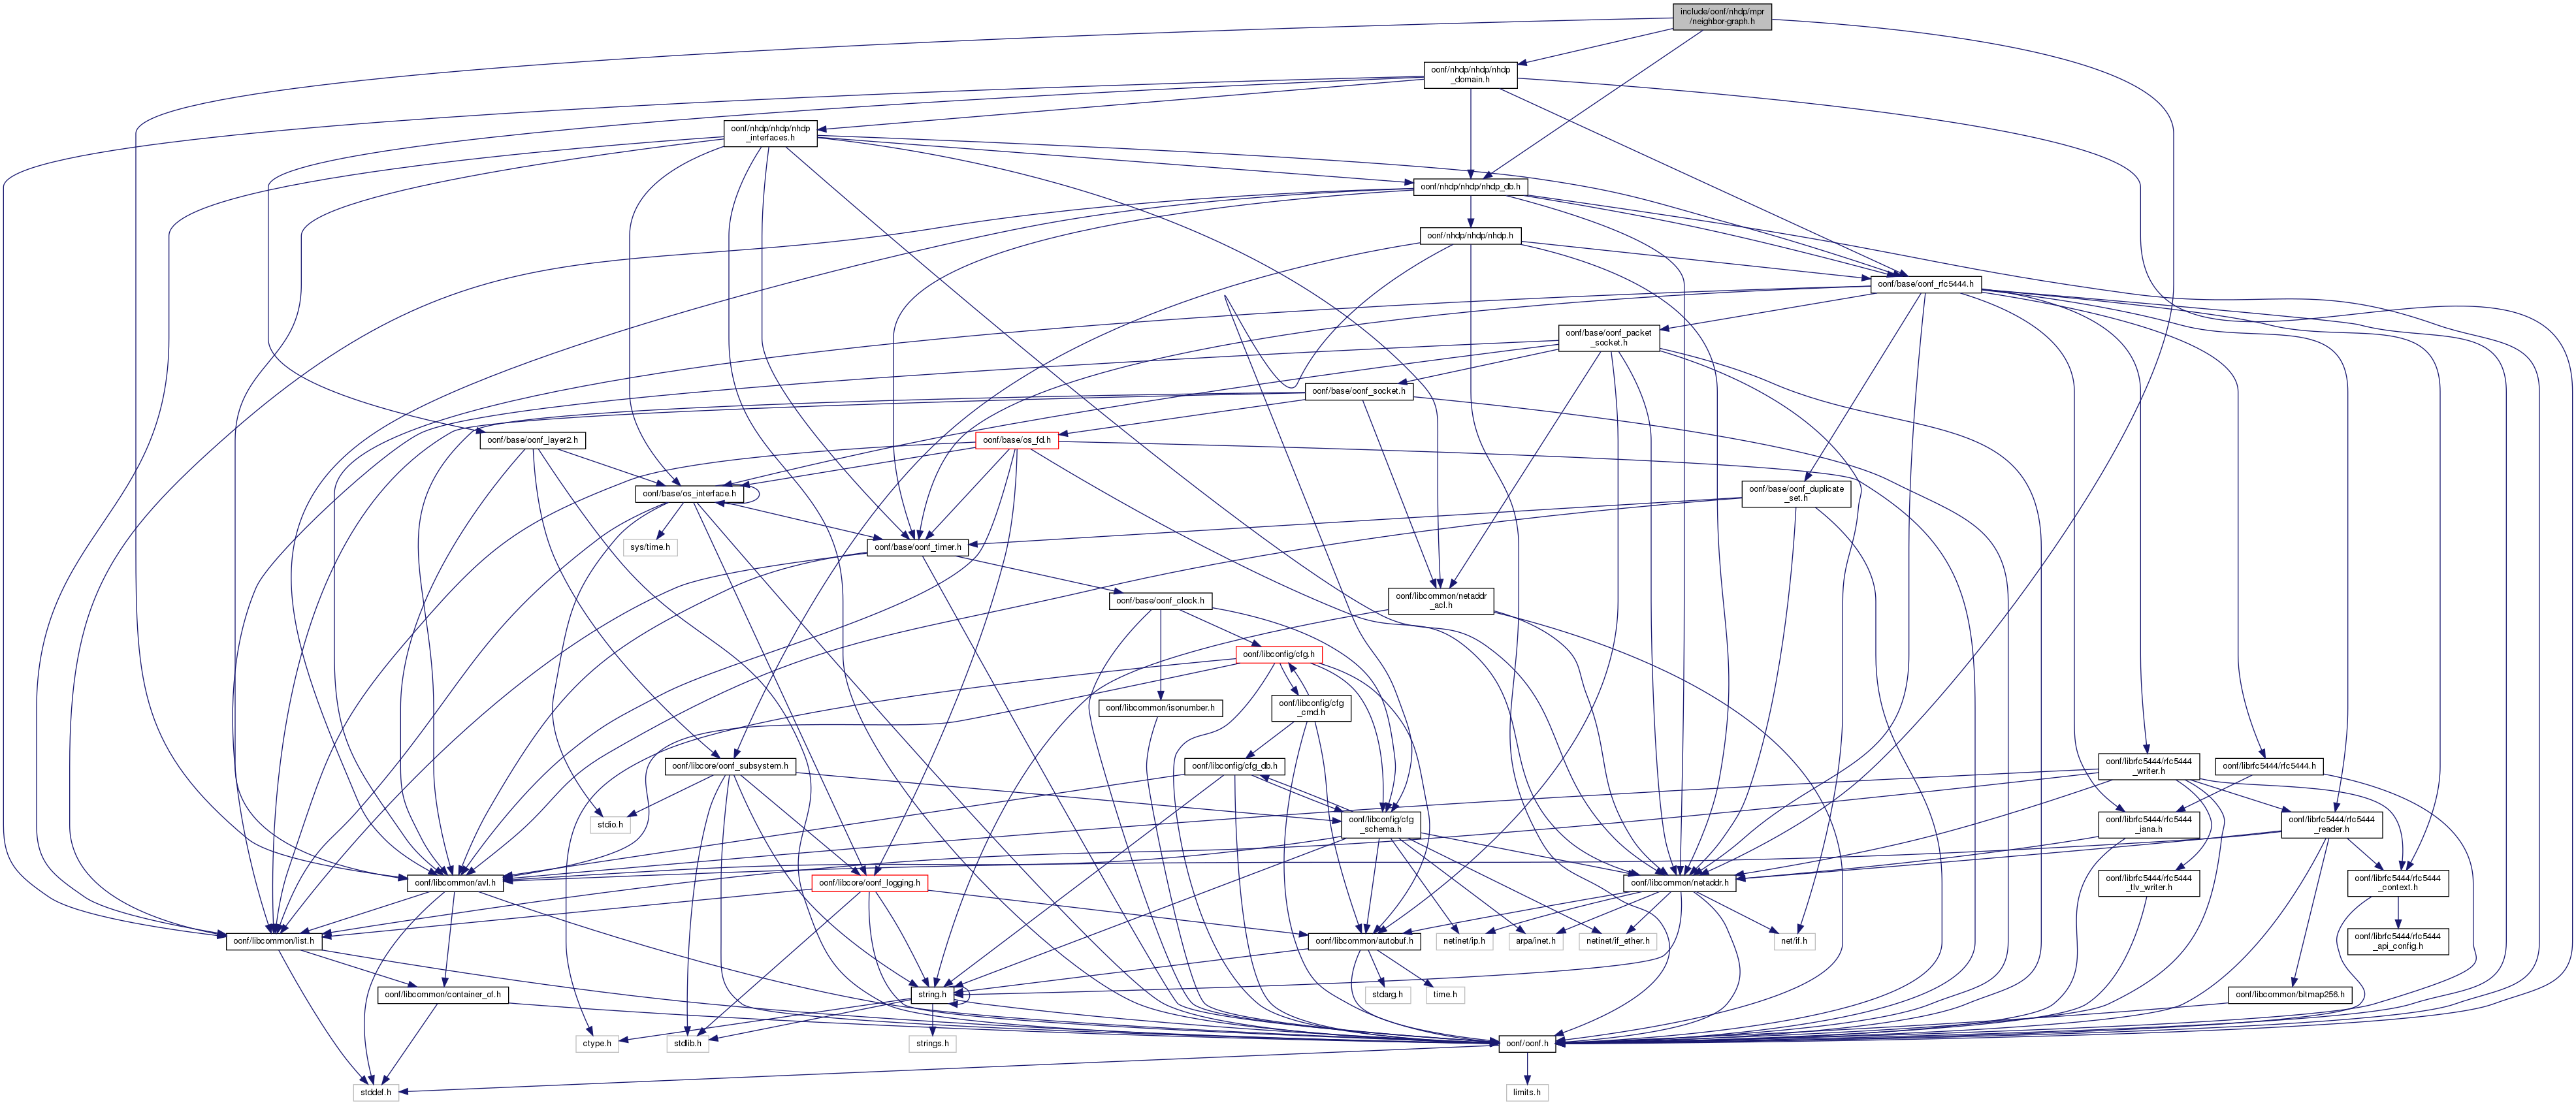 include/oonf/nhdp/mpr
/neighbor-graph.h
oonf/nhdp/nhdp/nhdp
_domain.h
oonf/nhdp/nhdp/nhdp
_interfaces.h
oonf/nhdp/nhdp/nhdp_db.h
oonf/nhdp/nhdp/nhdp.h
oonf/base/oonf_rfc5444.h
oonf/base/oonf_packet
_socket.h
oonf/base/oonf_socket.h
oonf/base/oonf_layer2.h
oonf/base/os_fd.h
oonf/base/os_interface.h
oonf/base/oonf_duplicate
_set.h
sys/time.h
oonf/base/oonf_timer.h
oonf/base/oonf_clock.h
oonf/libcommon/netaddr
_acl.h
oonf/libconfig/cfg.h
oonf/libcommon/isonumber.h
oonf/libconfig/cfg
_cmd.h
oonf/libcore/oonf_subsystem.h
oonf/libconfig/cfg_db.h
oonf/librfc5444/rfc5444
_writer.h
oonf/librfc5444/rfc5444.h
stdio.h
oonf/libconfig/cfg
_schema.h
oonf/librfc5444/rfc5444
_iana.h
oonf/librfc5444/rfc5444
_reader.h
oonf/libcommon/avl.h
oonf/libcore/oonf_logging.h
oonf/libcommon/netaddr.h
oonf/librfc5444/rfc5444
_tlv_writer.h
oonf/librfc5444/rfc5444
_context.h
oonf/libcommon/list.h
oonf/libcommon/autobuf.h
netinet/ip.h
arpa/inet.h
netinet/if_ether.h
net/if.h
oonf/librfc5444/rfc5444
_api_config.h
oonf/libcommon/container_of.h
string.h
stdarg.h
time.h
oonf/libcommon/bitmap256.h
ctype.h
stdlib.h
strings.h
oonf/oonf.h
stddef.h
limits.h